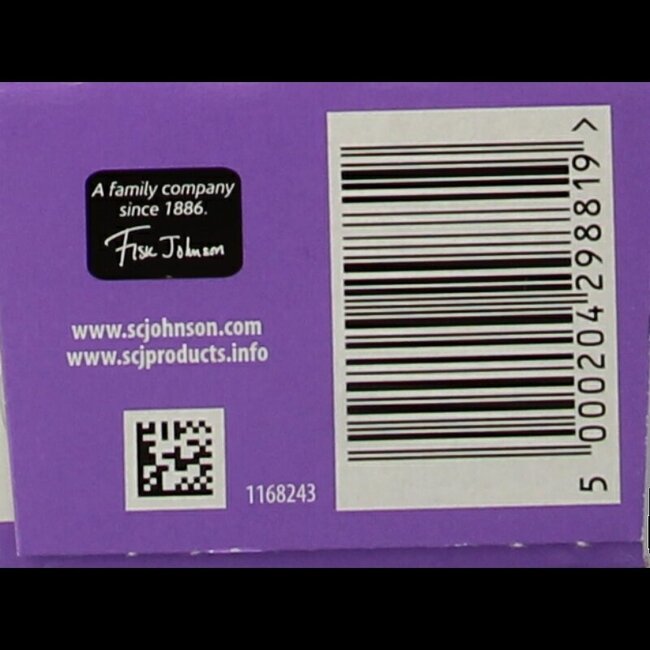 A family company
since 1886.
Fisk Johnson
www.scjohnson.com
www.scjproducts.info
1168243
5 000204 298819 >